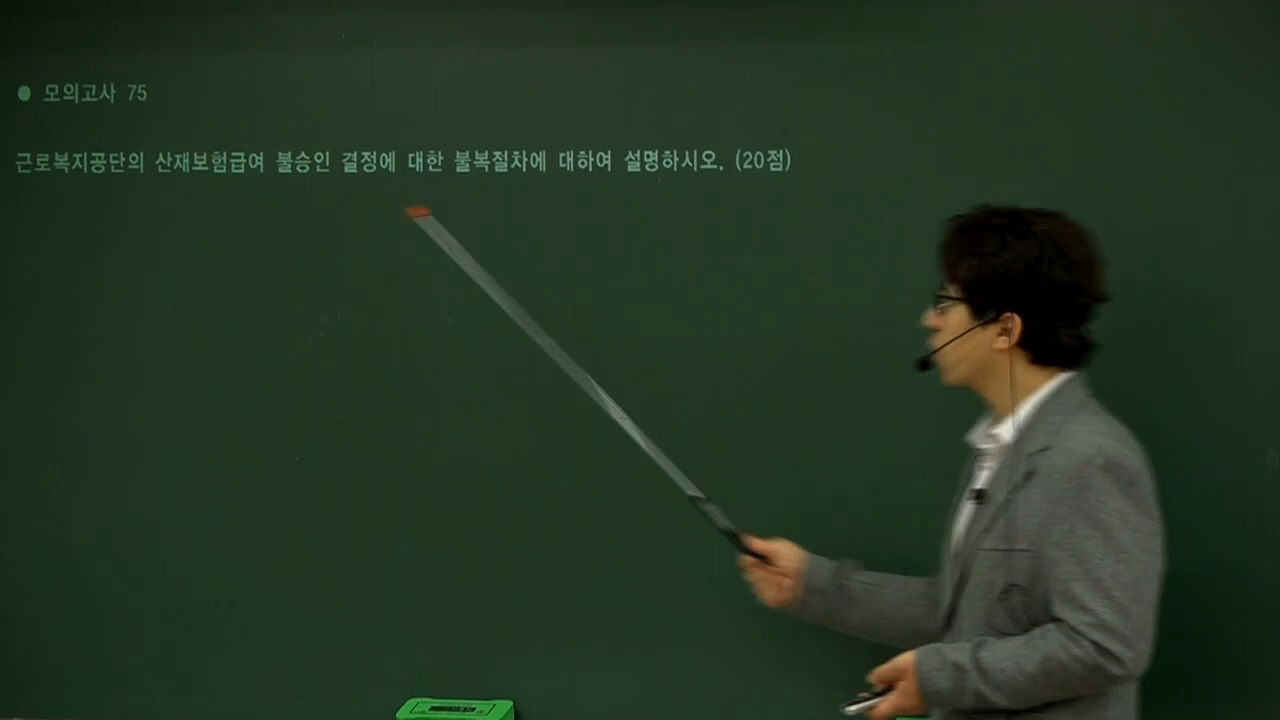 ● 모의고사 75
근로복지공단의 산재보험급여 불승인 결정에 대한 불복절차에 대하여 설명하시오. (20점)